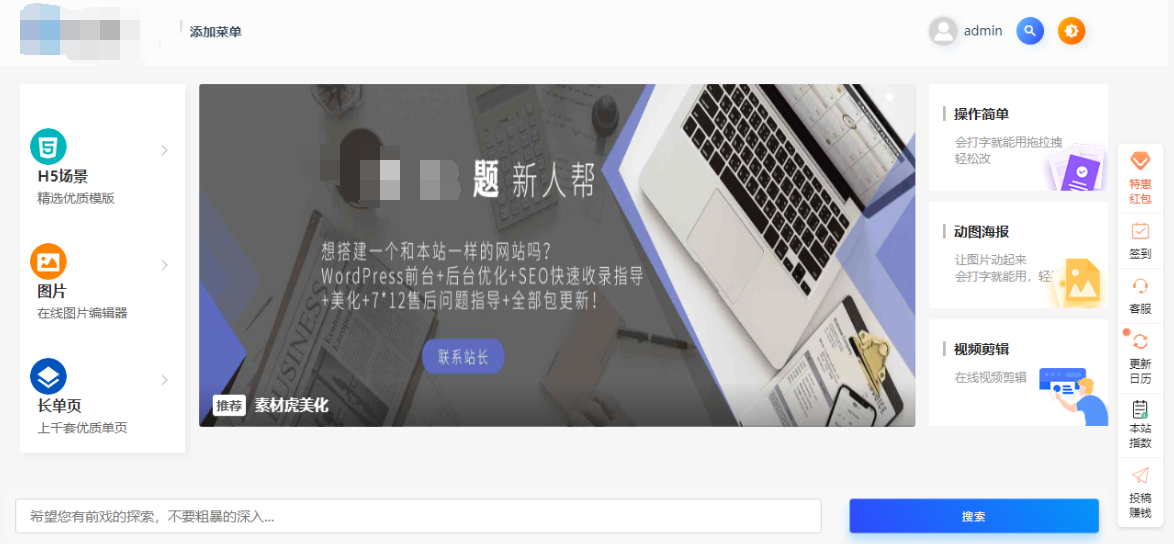 添加菜单
admin
H5场景
精选优质模版
图片
在线图片编辑器
长单页
上千套优质单页
题 新人帮
想搭建一个和本站一样的网站吗?
WordPress前台+后台优化+SEO快速收录指导
+美化+7*12售后问题指导+全部包更新!
联系站长
BUSINESS
推荐 素材虎美化
操作简单
会打字就能用拖拉拽
轻松改
动图海报
让图片动起来
会打字就能用,轻
视频剪辑
在线视频剪辑
特惠
红包
签到
客服
更新
日历
本站
指数
投稿
赚钱
希望您有前戏的探索,不要粗暴的深入...
搜索